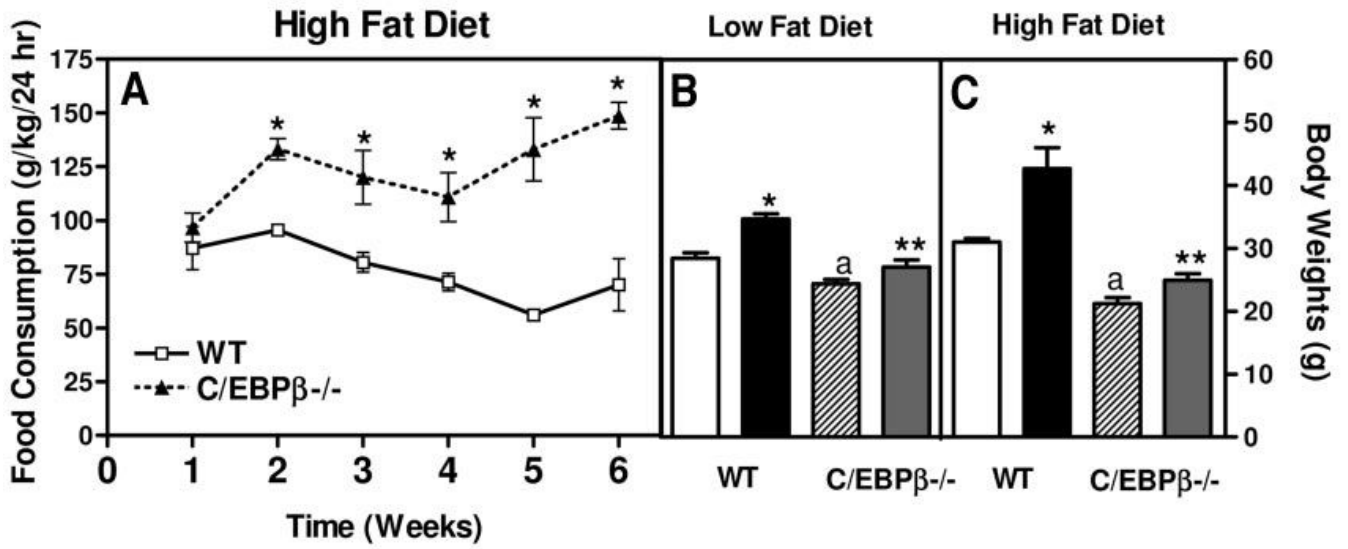 High Fat Diet
Low Fat Diet
High Fat Diet
Food Consumption (g/kg/24 hr)
175
150
125
100
75
50
25
0
A
*
*
*
*
*
WT
C/EBPβ-/-
0
1
2
3
4
5
6
Time (Weeks)
B
*
a
**
WT
C/EBPβ-/-
C
*
a
**
WT
C/EBPβ-/-
60
50
40
30
20
10
0
Body Weights (g)